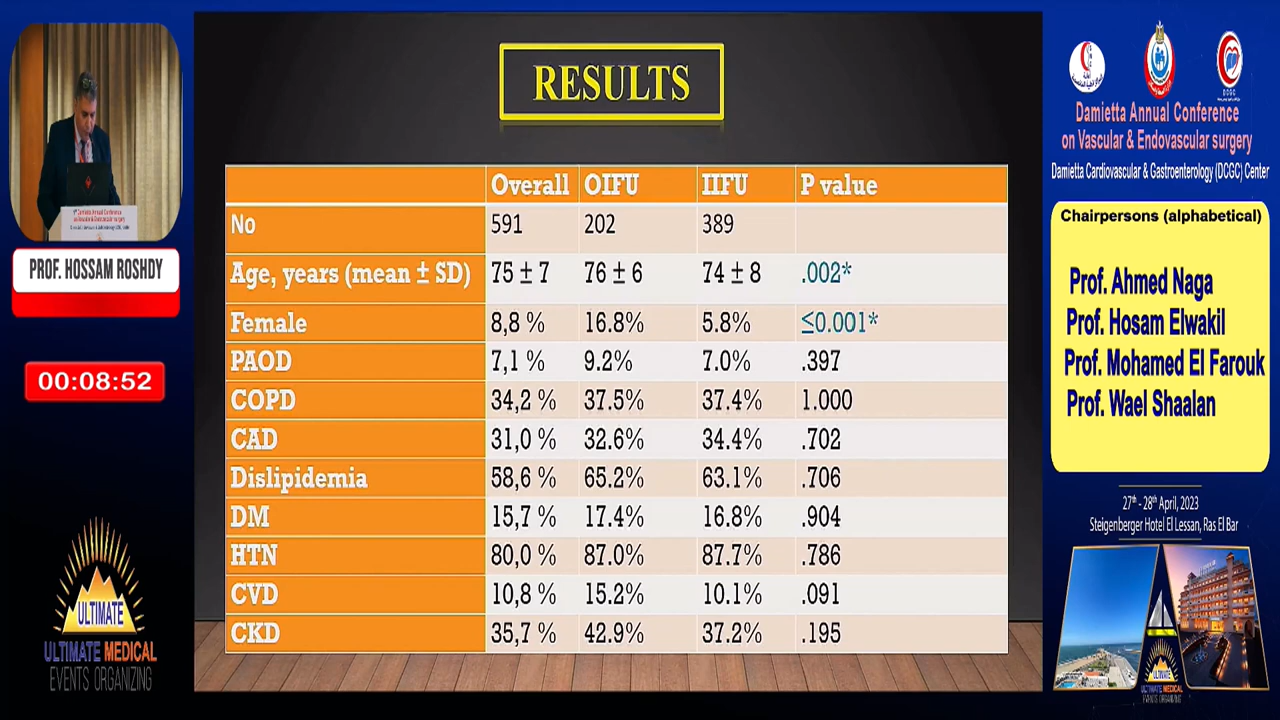 RESULTS
Overall OIFU IIFU P value
No 591 202 389
Age, years (mean ± SD) 75 ± 7 76 ± 6 74 ± 8 .002*
Female 8,8 % 16.8% 5.8% ≤0.001*
PAOD 7,1 % 9.2% 7.0% .397
COPD 34,2 % 37.5% 37.4% 1.000
CAD 31,0 % 32.6% 34.4% .702
Dislipidemia 58,6 % 65.2% 63.1% .706
DM 15,7 % 17.4% 16.8% .904
HTN 80,0 % 87.0% 87.7% .786
CVD 10,8 % 15.2% 10.1% .091
CKD 35,7 % 42.9% 37.2% .195
PROF. HOSSAM ROSHDY
00:08:52
ULTIMATE
ULTIMATE MEDICAL
EVENTS ORGANIZING
Damietta Annual Conference
on Vascular & Endovascular surgery
Damietta Cardiovascular & Gastroenterology (DCGC) Center
Chairpersons (alphabetical)
Prof. Ahmed Naga
Prof. Hosam Elwakil
Prof. Mohamed El Farouk
Prof. Wael Shaalan
27th - 28th April, 2023
Steigenberger Hotel El Lessan, Ras El Bar
ULTIMATE
ULTIMATE MEDICAL
EVENTS ORGANIZING